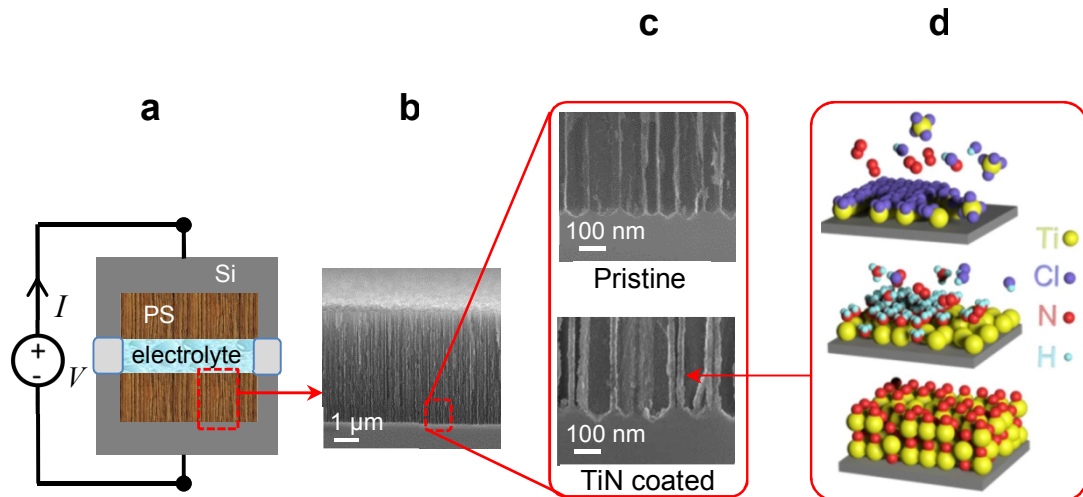 a
b
c
d
Si
PS
electrolyte
I
+
-
V
1 µm
100 nm
Pristine
100 nm
TiN coated
Ti
Cl
N
H